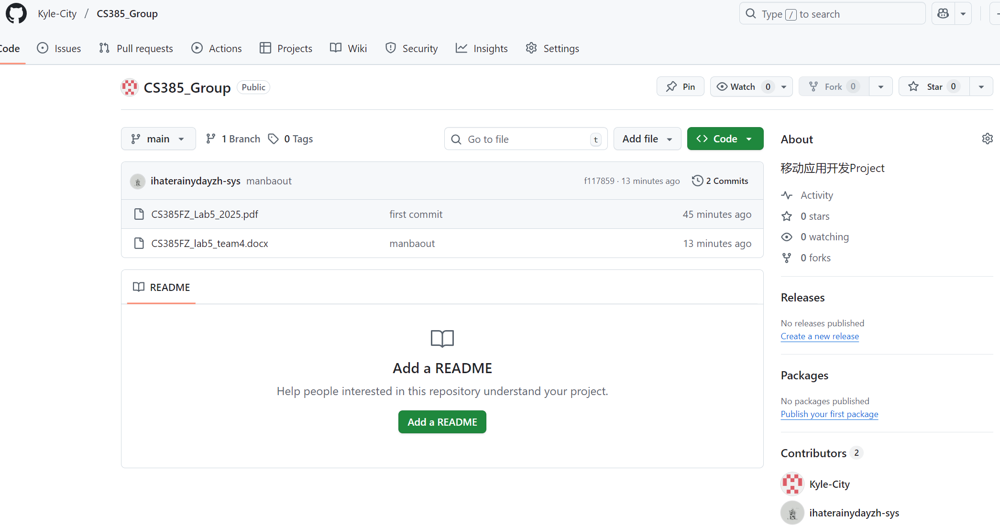 Kyle-City / CS385_Group
Type / to search
Code Issues Pull requests Actions Projects Wiki Security Insights Settings
CS385_Group Public
Pin Watch 0 Fork 0 Star 0
main 1 Branch 0 Tags
Go to file t Add file Code
ihaterainydayzh-sys manbaout f117859 · 13 minutes ago 2 Commits
CS385FZ_Lab5_2025.pdf first commit 45 minutes ago
CS385FZ_lab5_team4.docx manbaout 13 minutes ago
README
Add a README
Help people interested in this repository understand your project.
Add a README
About
移动应用开发Project
Activity
0 stars
0 watching
0 forks
Releases
No releases published
Create a new release
Packages
No packages published
Publish your first package
Contributors 2
Kyle-City
ihaterainydayzh-sys